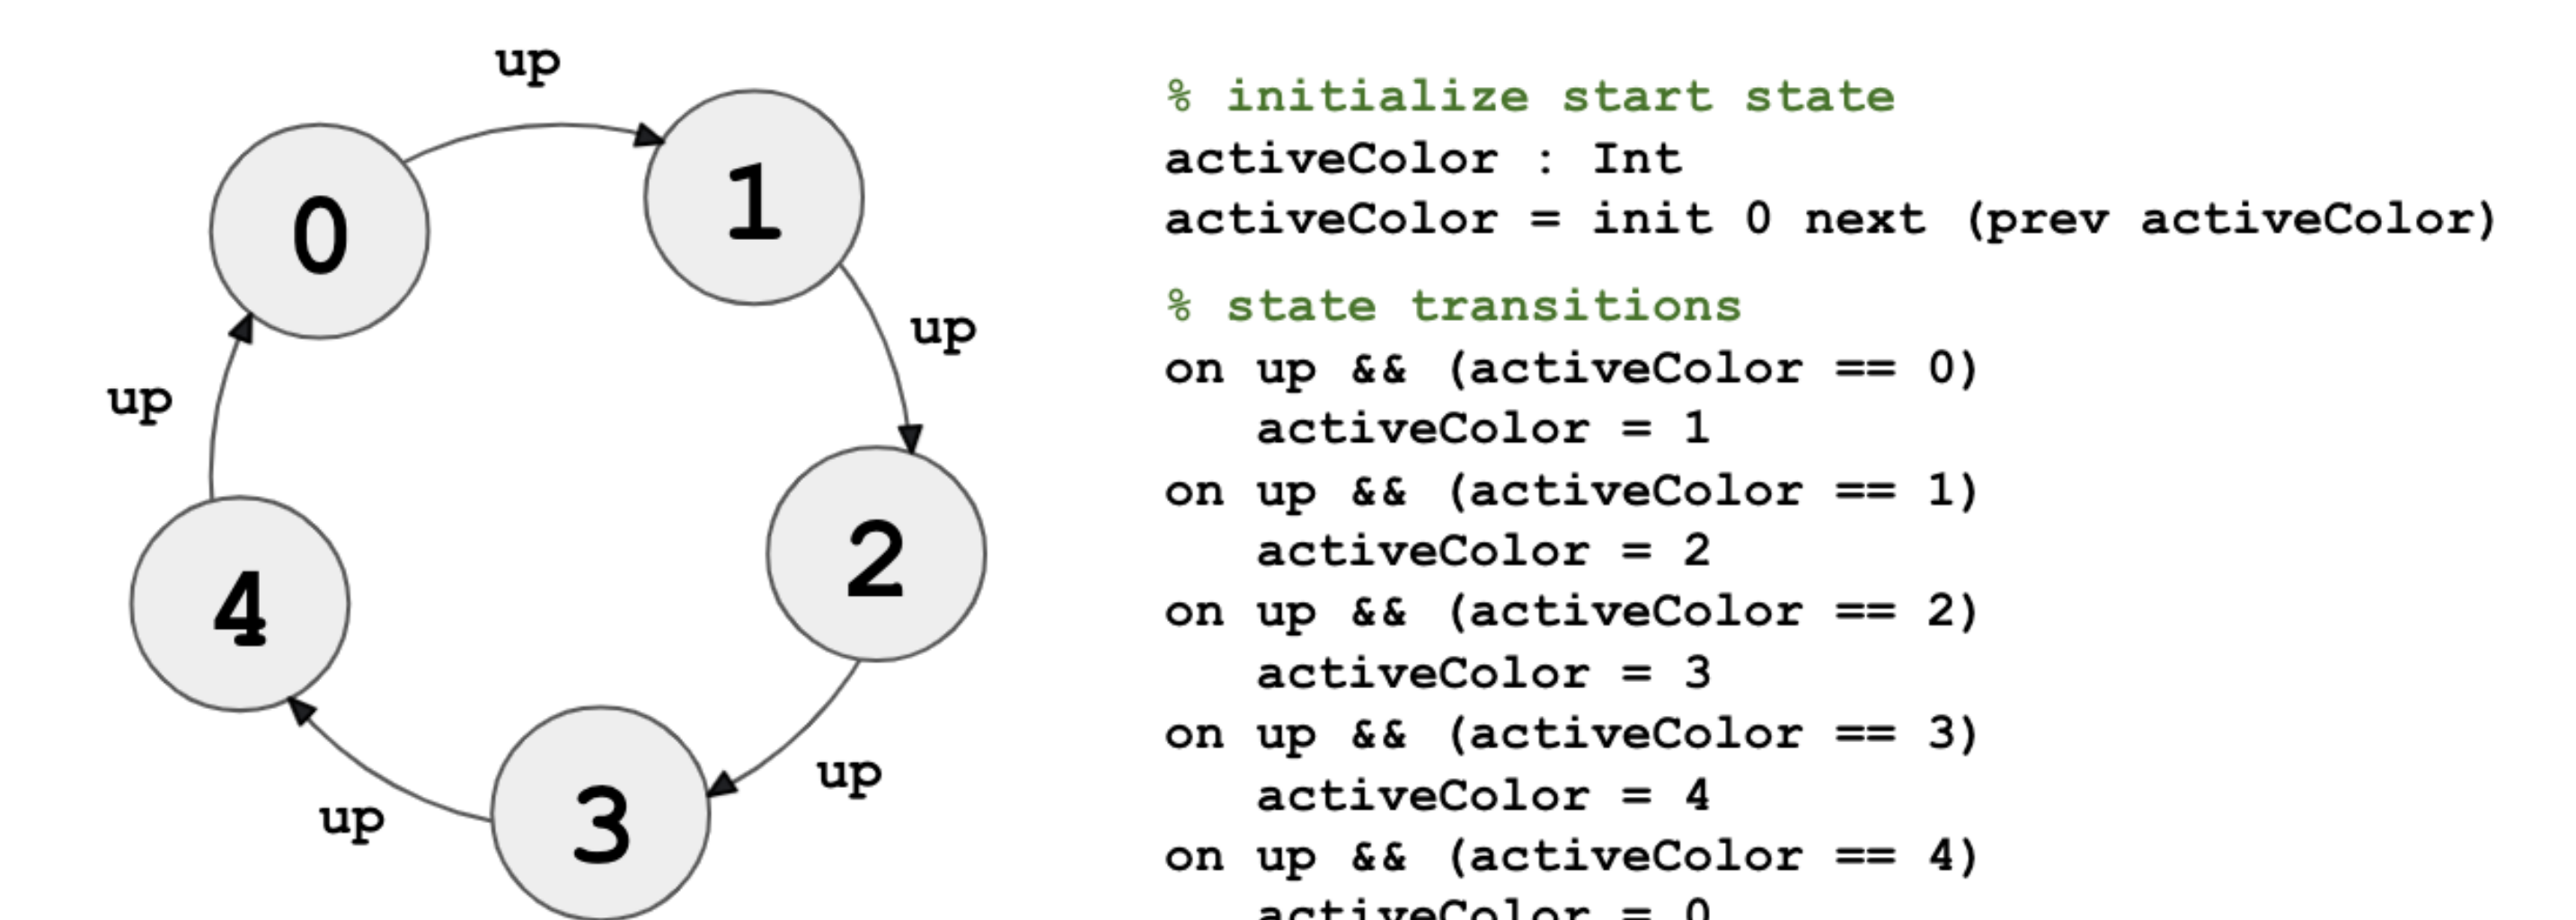 up
0
1
up
up
2
4
up
3
up
% initialize start state
activeColor : Int
activeColor = init 0 next (prev activeColor)
% state transitions
on up && (activeColor == 0)
   activeColor = 1
on up && (activeColor == 1)
   activeColor = 2
on up && (activeColor == 2)
   activeColor = 3
on up && (activeColor == 3)
   activeColor = 4
on up && (activeColor == 4)
   activeColor = 0